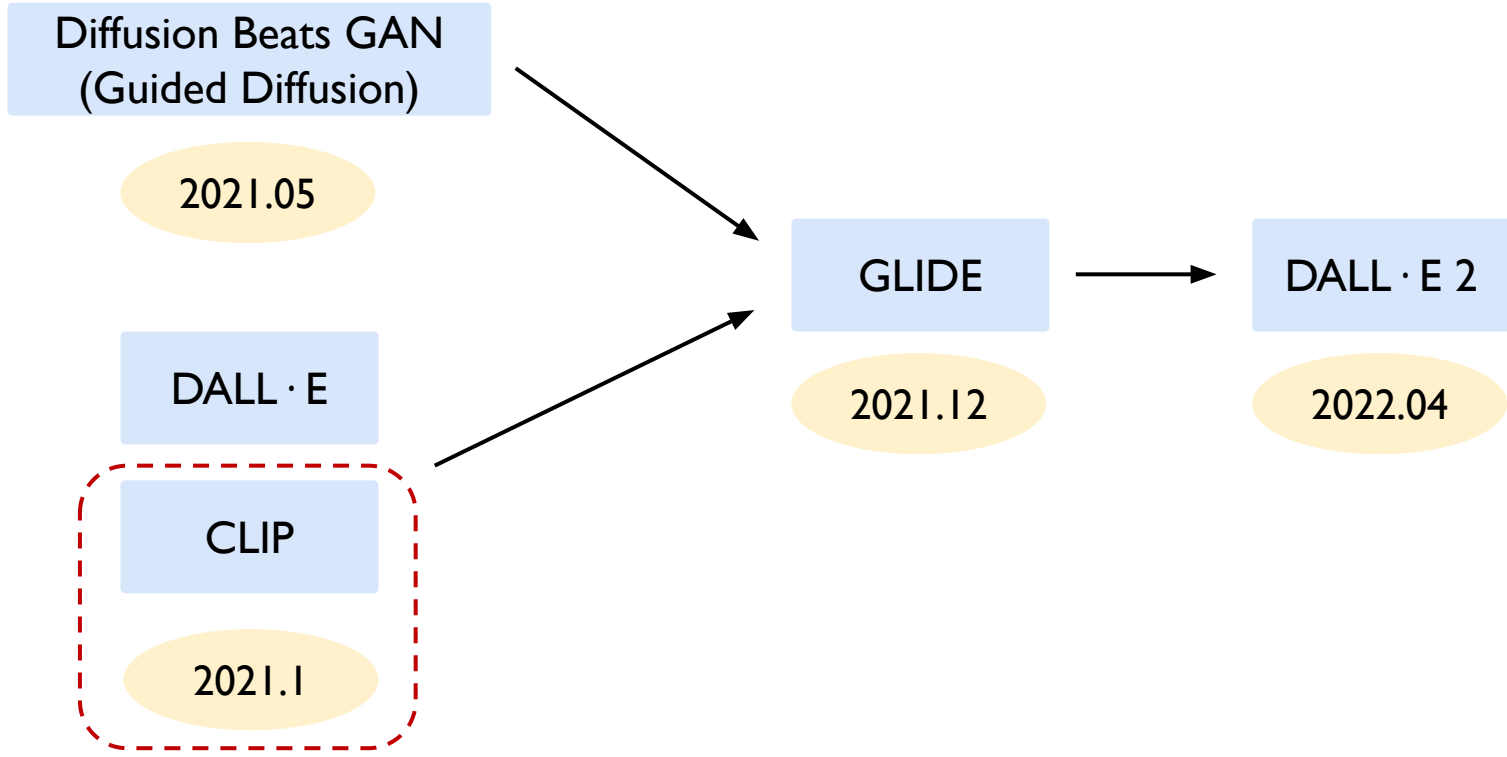 Diffusion Beats GAN
(Guided Diffusion)
2021.05
DALL · E
CLIP
2021.1
GLIDE
2021.12
DALL · E 2
2022.04